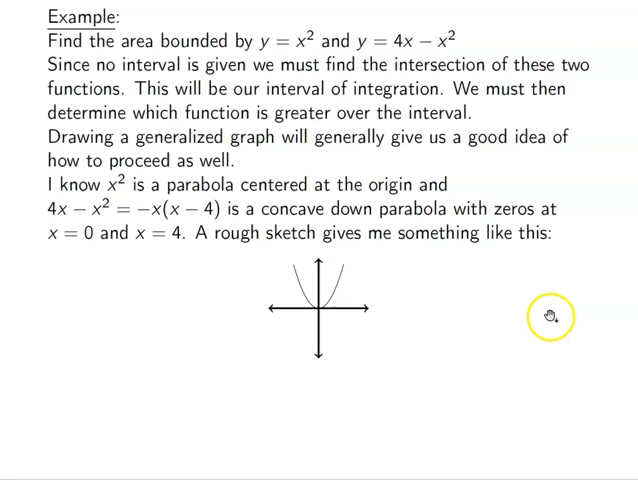 Example:
Find the area bounded by y = x² and y = 4x − x²
Since no interval is given we must find the intersection of these two
functions. This will be our interval of integration. We must then
determine which function is greater over the interval.
Drawing a generalized graph will generally give us a good idea of
how to proceed as well.
I know x² is a parabola centered at the origin and
4x − x² = −x(x − 4) is a concave down parabola with zeros at
x = 0 and x = 4. A rough sketch gives me something like this: